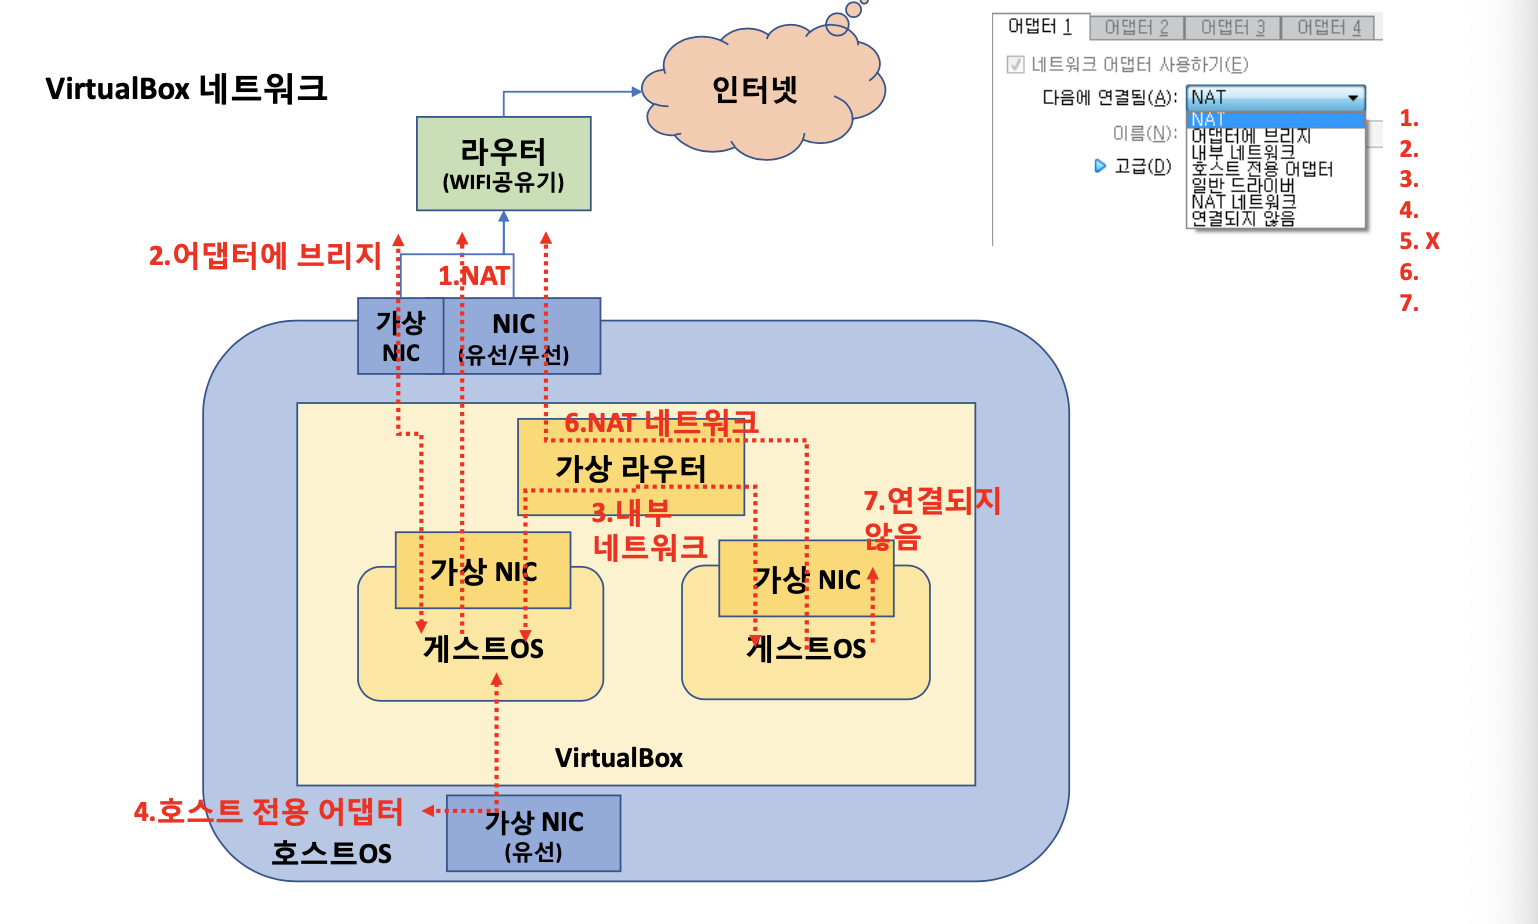 VirtualBox 네트워크
인터넷
라우터
(WIFI공유기)
2.어댑터에 브리지
1.NAT
가상
NIC
NIC
(유선/무선)
6.NAT 네트워크
가상 라우터
3.내부
네트워크
7.연결되지
않음
가상 NIC
게스트OS
가상 NIC
게스트OS
VirtualBox
4.호스트 전용 어댑터
가상 NIC
(유선)
호스트OS
어댑터 1 어댑터 2 어댑터 3 어댑터 4
네트워크 어댑터 사용하기(E)
다음에 연결됨(A): NAT
이름(N):
고급(D)
NAT
어댑터에 브리지
내부 네트워크
호스트 전용 어댑터
일반 드라이버
NAT 네트워크
연결되지 않음
1.
2.
3.
4.
5. X
6.
7.